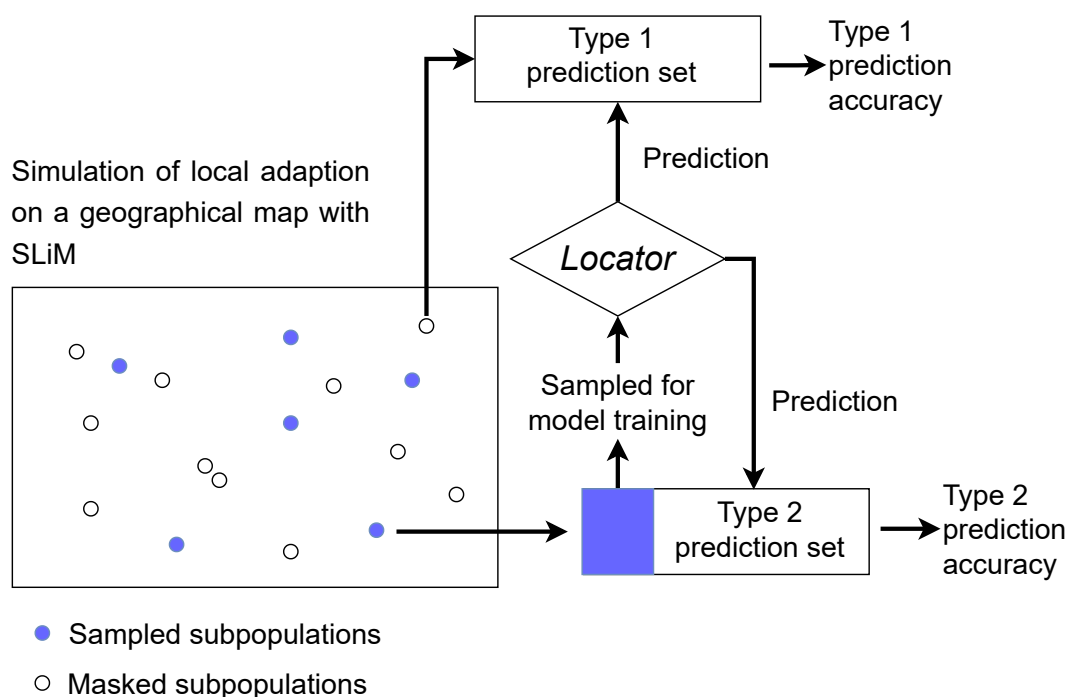 Type 1
prediction set
Type 1
prediction
accuracy
Prediction
Simulation of local adaption
on a geographical map with
SLiM
Locator
Sampled for
model training
Prediction
Type 2
prediction set
Type 2
prediction
accuracy
Sampled subpopulations
Masked subpopulations